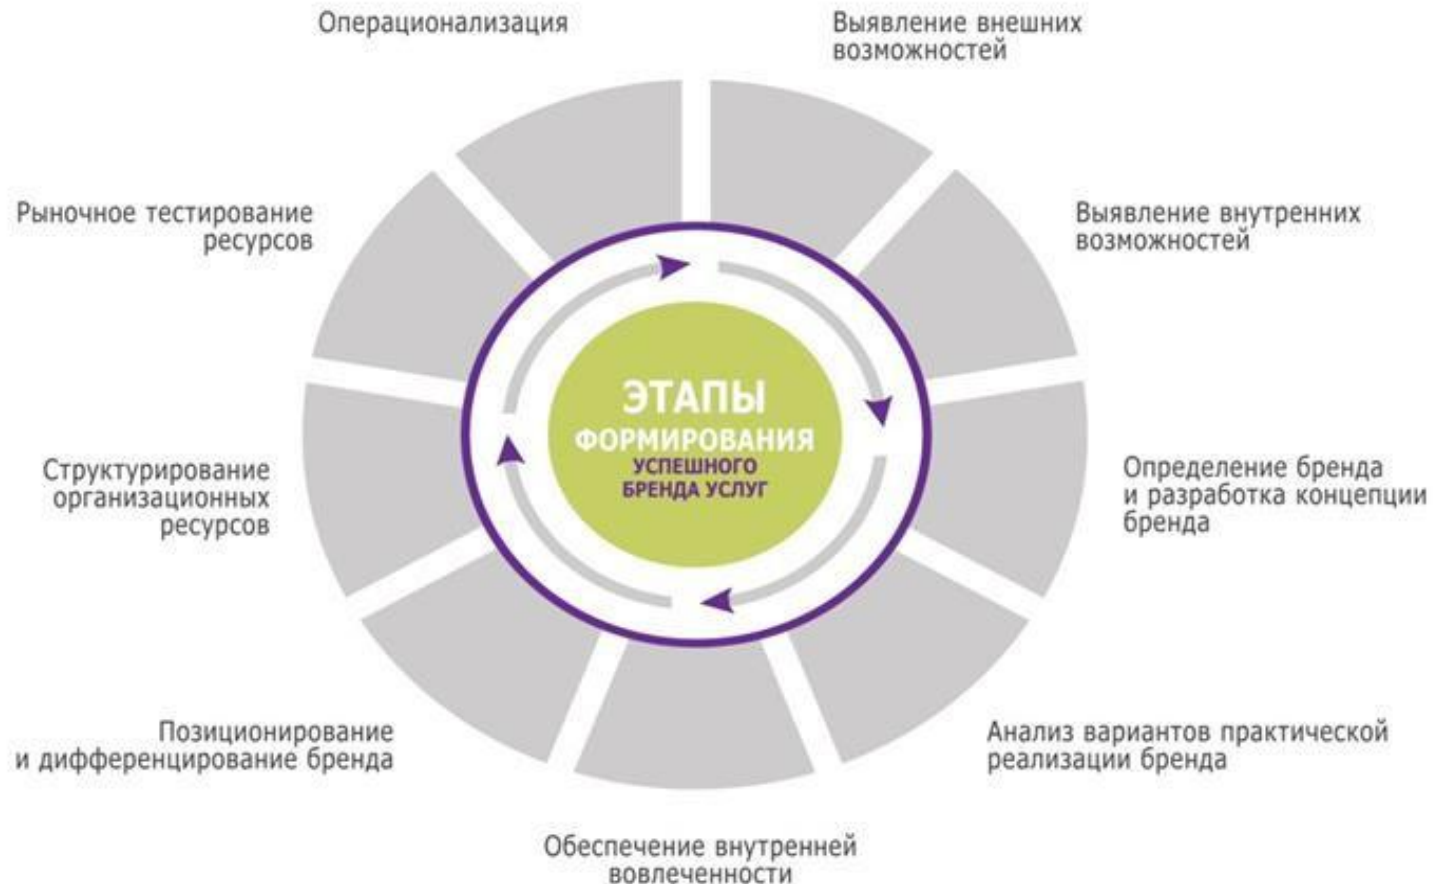 Операционализация
Выявление внешних
возможностей
Рыночное тестирование
ресурсов
Выявление внутренних
возможностей
ЭТАПЫ
ФОРМИРОВАНИЯ
УСПЕШНОГО
БРЕНДА УСЛУГ
Структурирование
организационных
ресурсов
Определение бренда
и разработка концепции
бренда
Позиционирование
и дифференцирование бренда
Анализ вариантов практической
реализации бренда
Обеспечение внутренней
вовлеченности